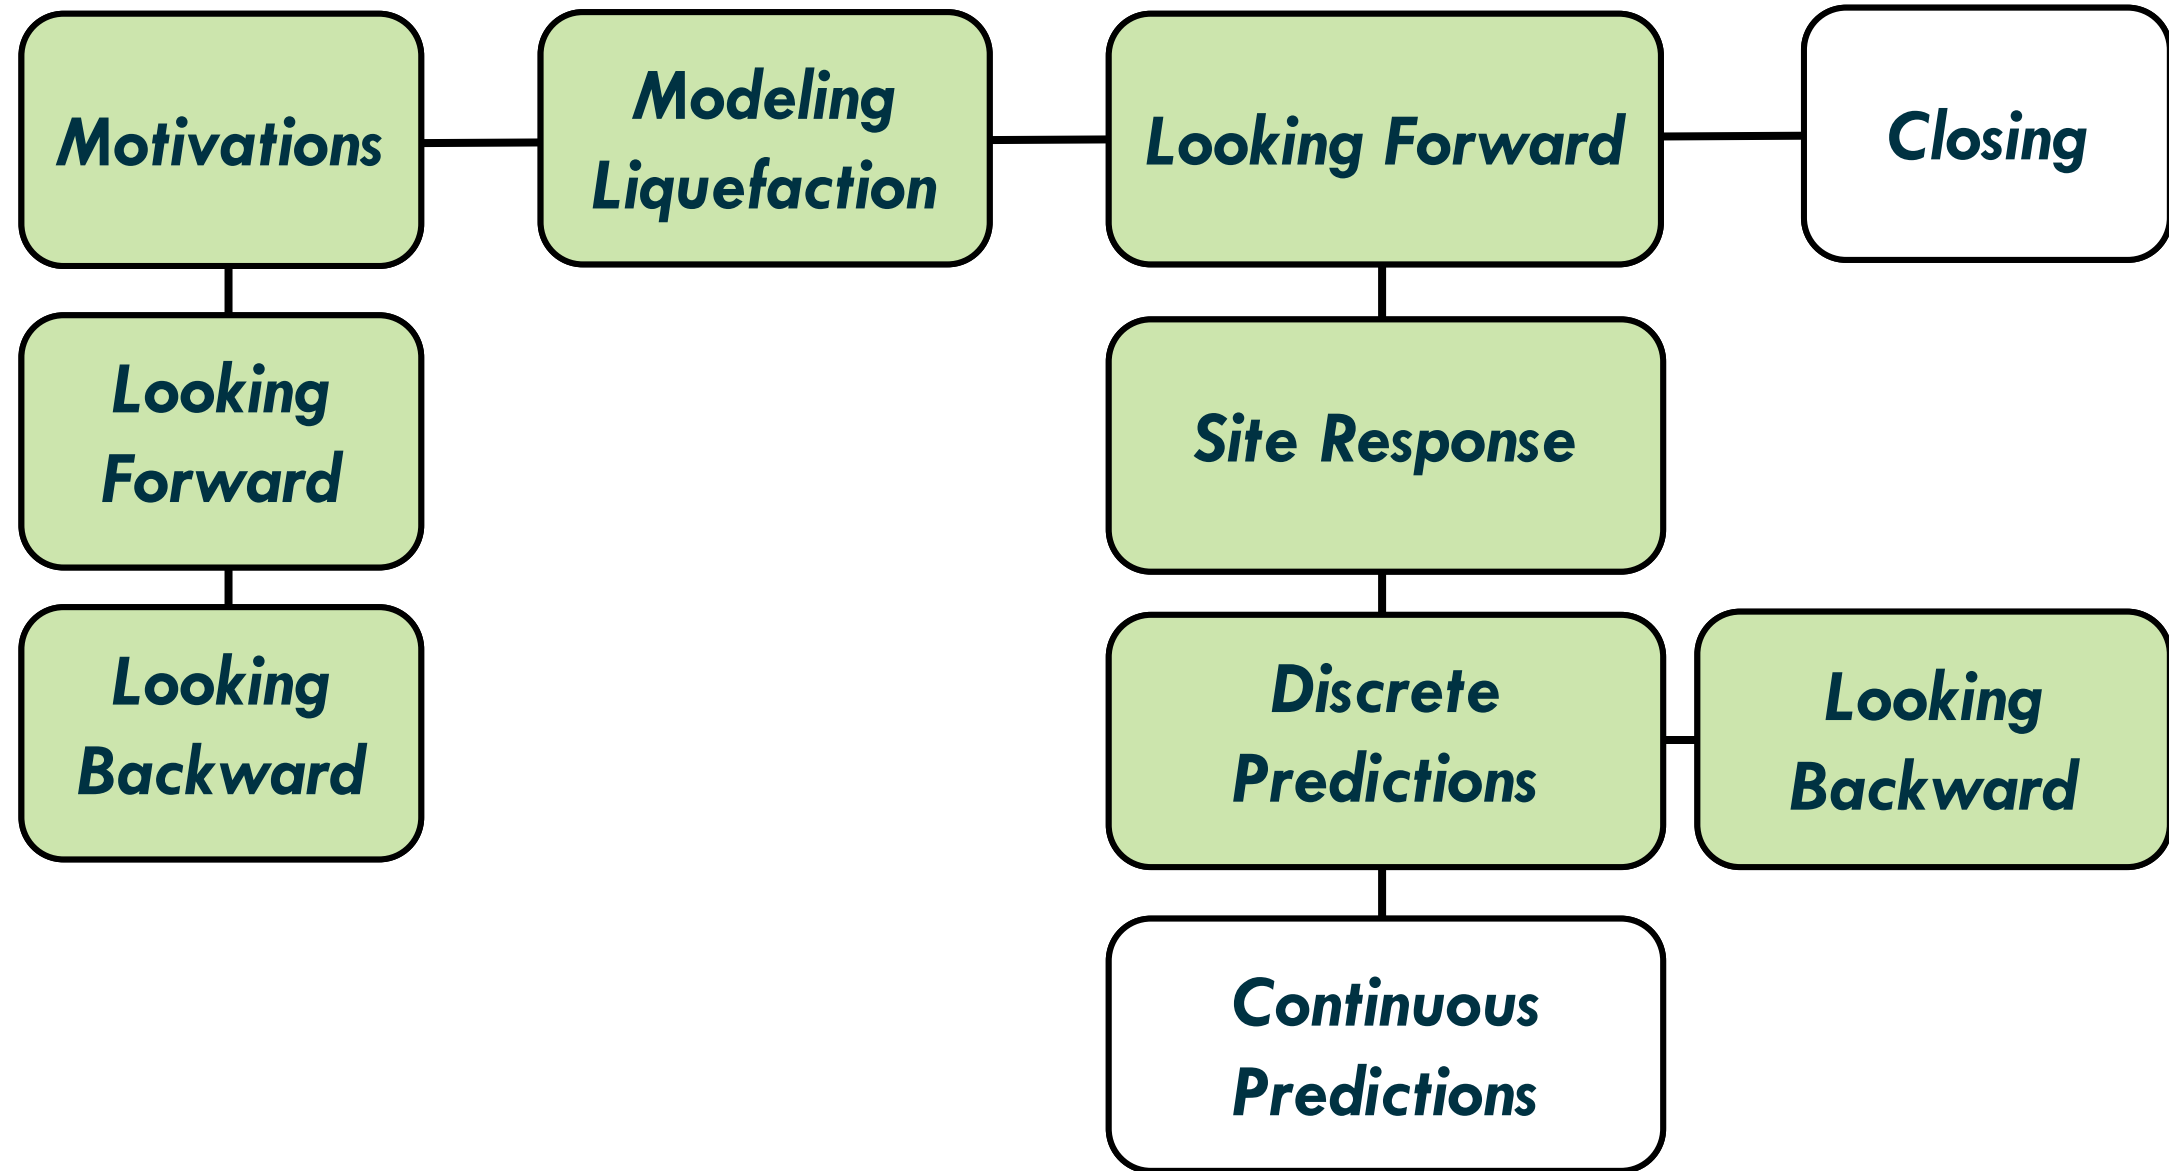 Motivations
Modeling
Liquefaction
Looking Forward
Closing
Looking
Forward
Site Response
Looking
Backward
Discrete
Predictions
Looking
Backward
Continuous
Predictions